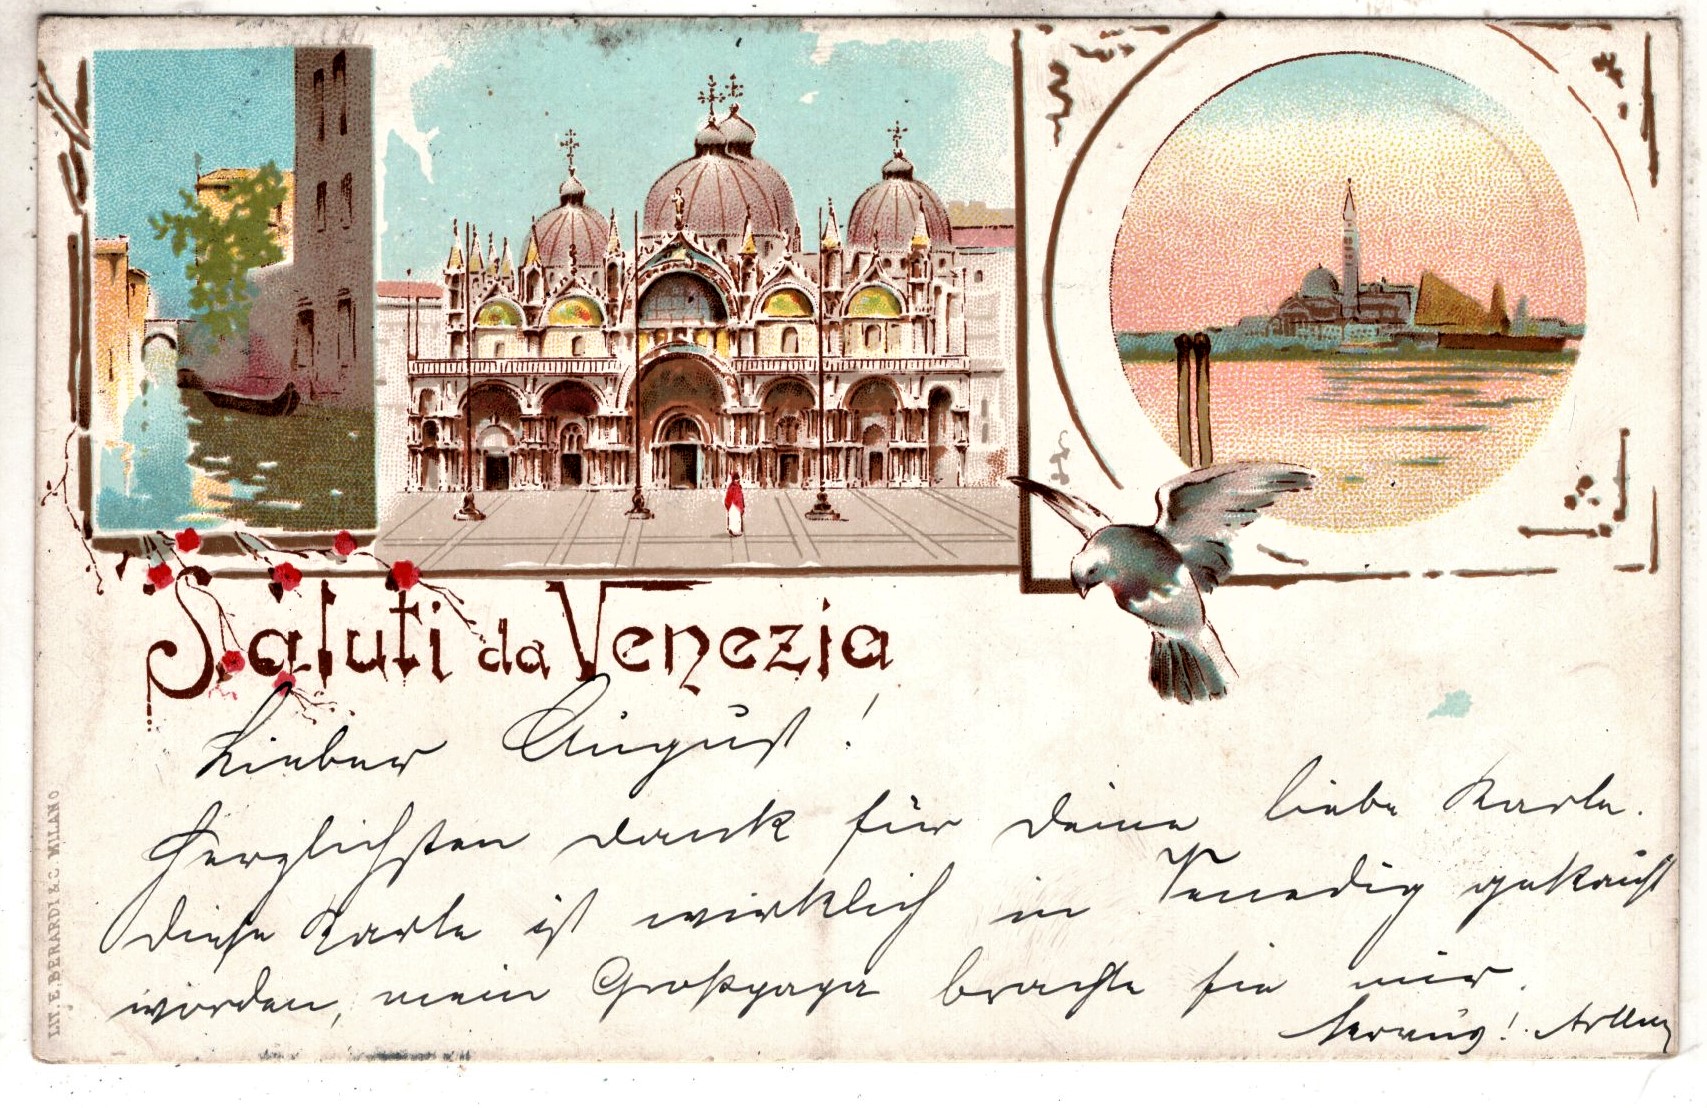 Saluti da Venezia
Lieber August!
Herzlichsten Dank für Deine liebe Karte.
Diese Karte ist wirklich in Venedig gekauft
worden, mein Großpapa brachte sie mir.
Servus!
LIT. E. BERARDI & C. MILANO